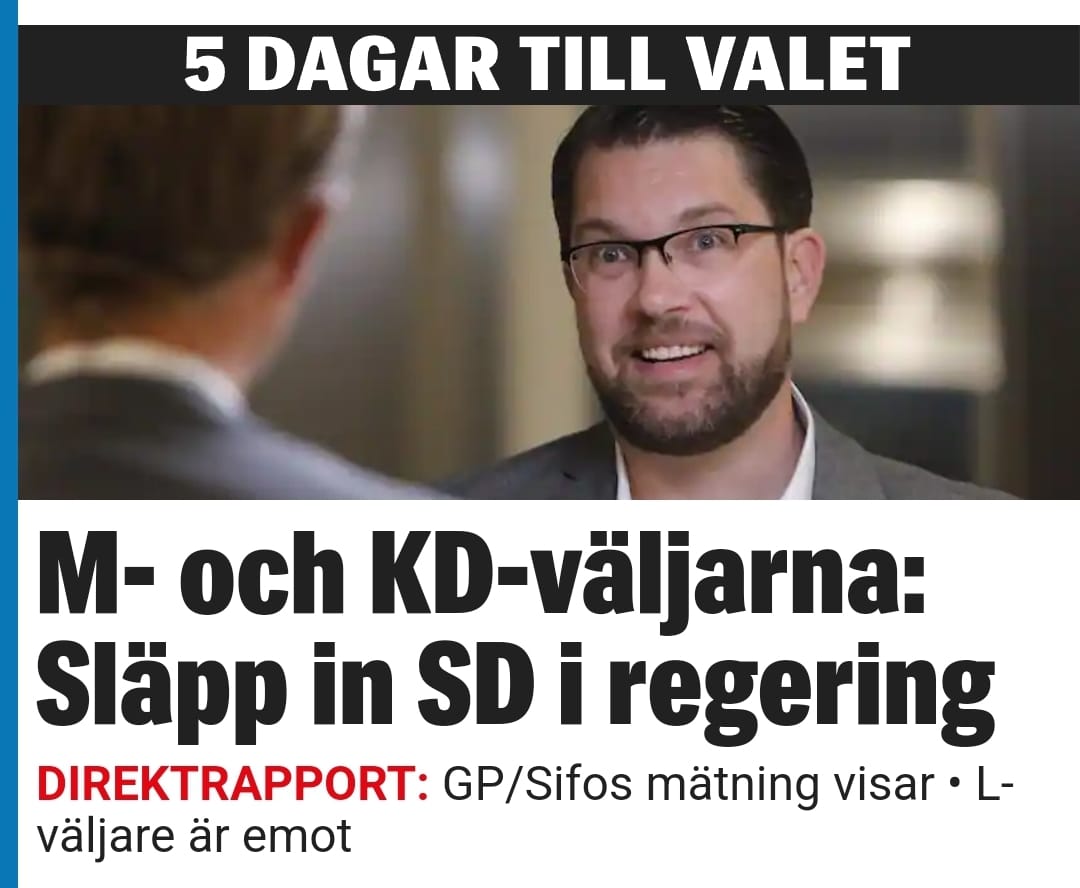 5 DAGAR TILL VALET
M- och KD-väljarna:
Släpp in SD i regering
DIREKTRAPPORT: GP/Sifos mätning visar • L-
väljare är emot